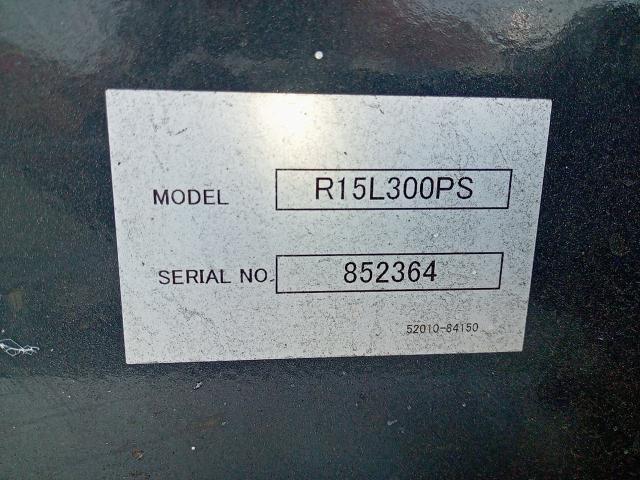 MODEL R15L300PS
SERIAL NO. 852364
52010-84150